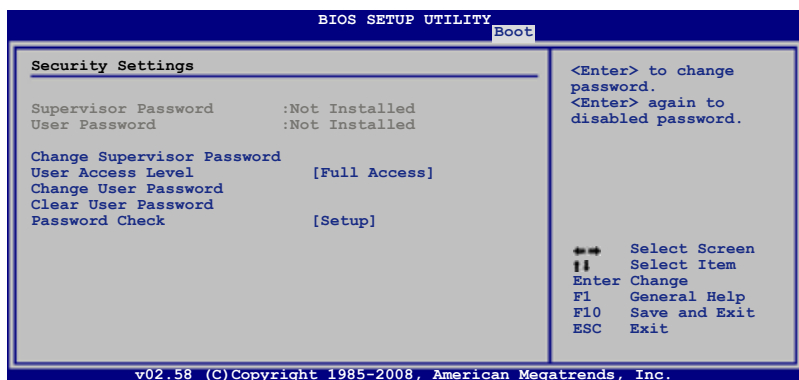 BIOS SETUP UTILITY
Boot
Security Settings
Supervisor Password :Not Installed
User Password :Not Installed
Change Supervisor Password
User Access Level [Full Access]
Change User Password
Clear User Password
Password Check [Setup]
<Enter> to change
password.
<Enter> again to
disabled password.
←→ Select Screen
↑↓ Select Item
Enter Change
F1 General Help
F10 Save and Exit
ESC Exit
v02.58 (C)Copyright 1985-2008, American Megatrends, Inc.